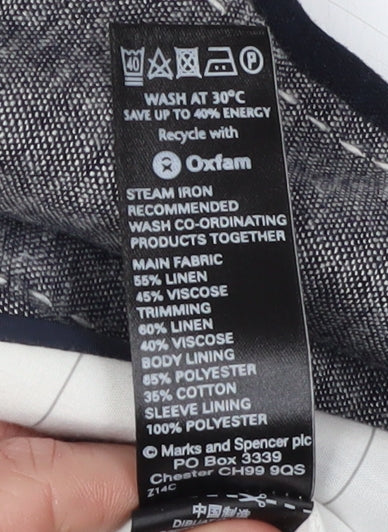 40
P
WASH AT 30°C
SAVE UP TO 40% ENERGY
Recycle with
Oxfam
STEAM IRON
RECOMMENDED
WASH CO-ORDINATING
PRODUCTS TOGETHER
MAIN FABRIC
55% LINEN
45% VISCOSE
TRIMMING
60% LINEN
40% VISCOSE
BODY LINING
65% POLYESTER
35% COTTON
SLEEVE LINING
100% POLYESTER
© Marks and Spencer plc
PO Box 3339
Chester CH99 9QS
Z14C
中国制造